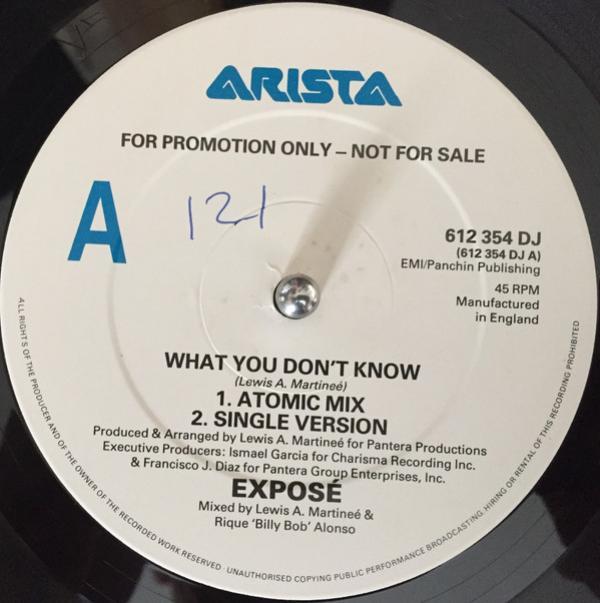 ARISTA
FOR PROMOTION ONLY – NOT FOR SALE
A
121
612 354 DJ
(612 354 DJ A)
EMI/Panchin Publishing
45 RPM
Manufactured
in England
WHAT YOU DON'T KNOW
(Lewis A. Martineé)
1. ATOMIC MIX
2. SINGLE VERSION
Produced & Arranged by Lewis A. Martineé for Pantera Productions
Executive Producers: Ismael Garcia for Charisma Recording Inc.
& Francisco J. Diaz for Pantera Group Enterprises, Inc.
EXPOSÉ
Mixed by Lewis A. Martineé &
Rique 'Billy Bob' Alonso
ALL RIGHTS OF THE PRODUCER AND OF THE OWNER OF THE RECORDED WORK RESERVED · UNAUTHORISED COPYING PUBLIC PERFORMANCE BROADCASTING HIRING OR RENTAL OF THIS RECORDING PROHIBITED